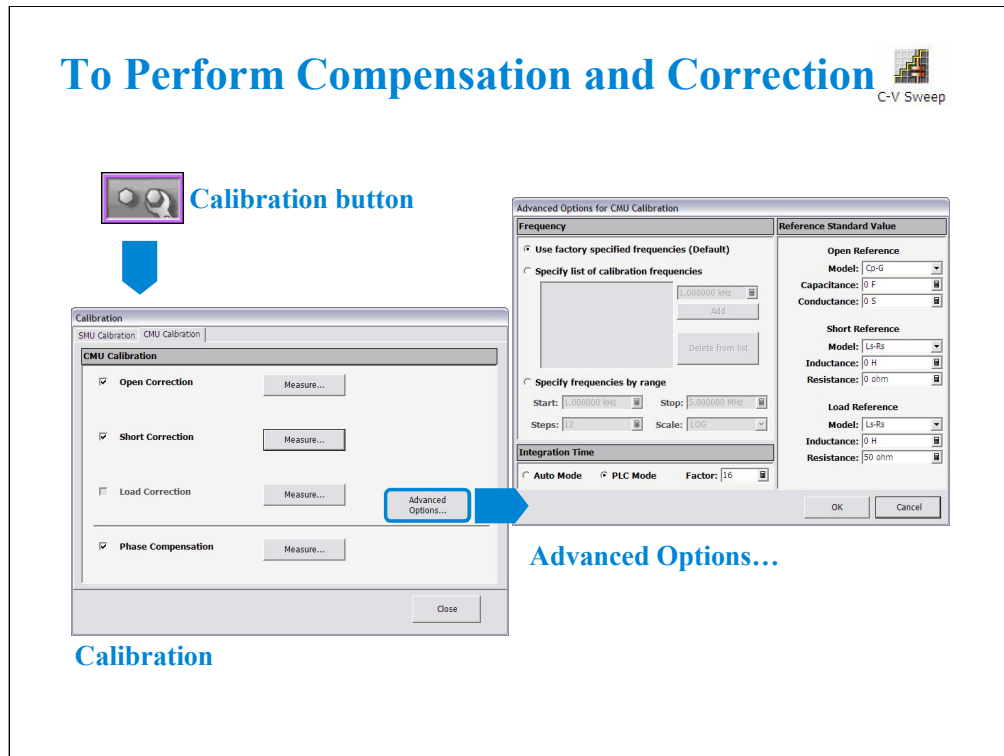 To Perform Compensation and Correction
C-V Sweep
Calibration button
Calibration
SMU Calibration CMU Calibration
CMU Calibration
Open Correction Measure...
Short Correction Measure...
Load Correction Measure...
Advanced Options...
Phase Compensation Measure...
Close
Calibration
Advanced Options for CMU Calibration
Frequency
Use factory specified frequencies (Default)
Specify list of calibration frequencies
1.000000 kHz
Add
Delete from list
Specify frequencies by range
Start: 1.000000 kHz Stop: 5.000000 MHz
Steps: 12 Scale: LOG
Integration Time
Auto Mode PLC Mode Factor: 16
Reference Standard Value
Open Reference
Model: Cp-G
Capacitance: 0 F
Conductance: 0 S
Short Reference
Model: Ls-Rs
Inductance: 0 H
Resistance: 0 ohm
Load Reference
Model: Ls-Rs
Inductance: 0 H
Resistance: 50 ohm
OK Cancel
Advanced Options…